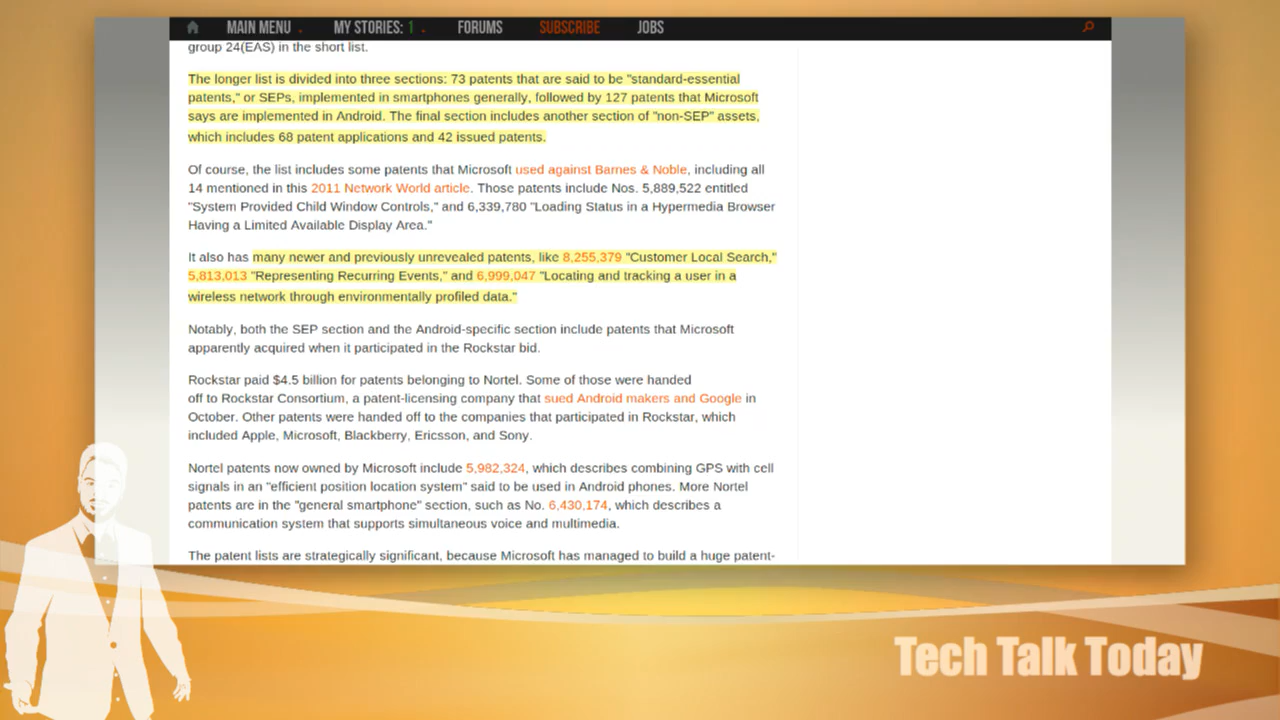 MAIN MENU MY STORIES: 1 FORUMS SUBSCRIBE JOBS
group 24(EAS) in the short list.
The longer list is divided into three sections: 73 patents that are said to be "standard-essential
patents," or SEPs, implemented in smartphones generally, followed by 127 patents that Microsoft
says are implemented in Android. The final section includes another section of "non-SEP" assets,
which includes 68 patent applications and 42 issued patents.
Of course, the list includes some patents that Microsoft used against Barnes & Noble, including all
14 mentioned in this 2011 Network World article. Those patents include Nos. 5,889,522 entitled
"System Provided Child Window Controls," and 6,339,780 "Loading Status in a Hypermedia Browser
Having a Limited Available Display Area."
It also has many newer and previously unrevealed patents, like 8,255,379 "Customer Local Search,"
5,813,013 "Representing Recurring Events," and 6,999,047 "Locating and tracking a user in a
wireless network through environmentally profiled data."
Notably, both the SEP section and the Android-specific section include patents that Microsoft
apparently acquired when it participated in the Rockstar bid.
Rockstar paid $4.5 billion for patents belonging to Nortel. Some of those were handed
off to Rockstar Consortium, a patent-licensing company that sued Android makers and Google in
October. Other patents were handed off to the companies that participated in Rockstar, which
included Apple, Microsoft, Blackberry, Ericsson, and Sony.
Nortel patents now owned by Microsoft include 5,982,324, which describes combining GPS with cell
signals in an "efficient position location system" said to be used in Android phones. More Nortel
patents are in the "general smartphone" section, such as No. 6,430,174, which describes a
communication system that supports simultaneous voice and multimedia.
The patent lists are strategically significant, because Microsoft has managed to build a huge patent-
Tech Talk Today